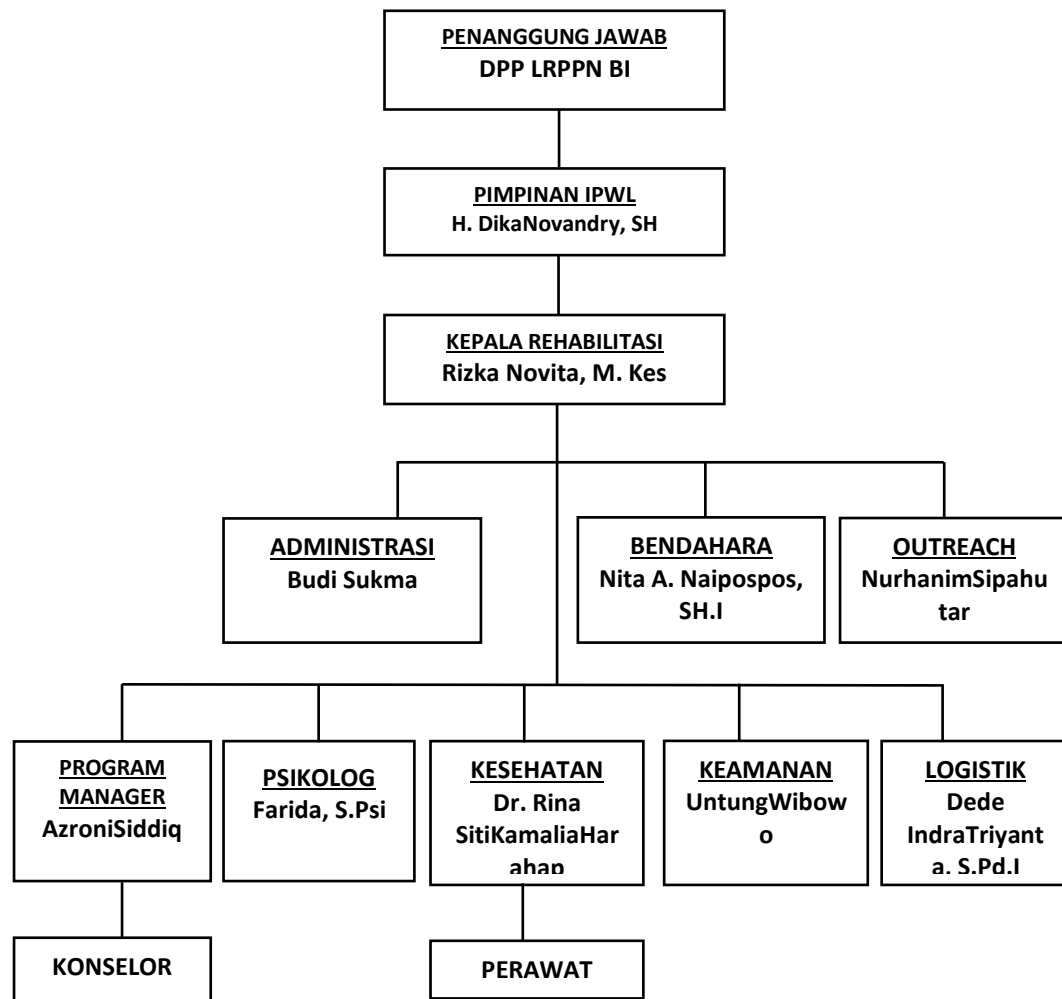 PENANGGUNG JAWAB
DPP LRPPN BI
PIMPINAN IPWL
H. DikaNovandry, SH
KEPALA REHABILITASI
Rizka Novita, M. Kes
ADMINISTRASI
Budi Sukma
BENDAHARA
Nita A. Naipospos,
SH.I
OUTREACH
NurhanimSipahu
tar
PROGRAM
MANAGER
AzroniSiddiq
PSIKOLOG
Farida, S.Psi
KESEHATAN
Dr. Rina
SitiKamaliaHar
ahap
KEAMANAN
UntungWibow
o
LOGISTIK
Dede
IndraTriyant
a, S.Pd.I
KONSELOR
PERAWAT